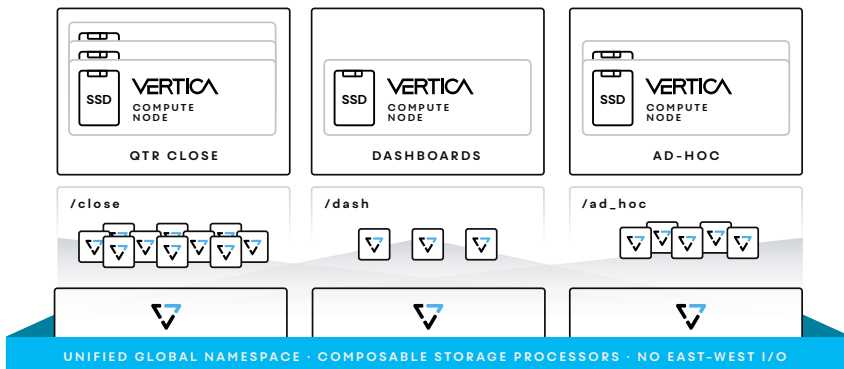 SSD
VERTICA
COMPUTE
NODE
QTR CLOSE
SSD
VERTICA
COMPUTE
NODE
DASHBOARDS
SSD
VERTICA
COMPUTE
NODE
AD-HOC
/close
/dash
/ad_hoc
UNIFIED GLOBAL NAMESPACE · COMPOSABLE STORAGE PROCESSORS · NO EAST-WEST I/O